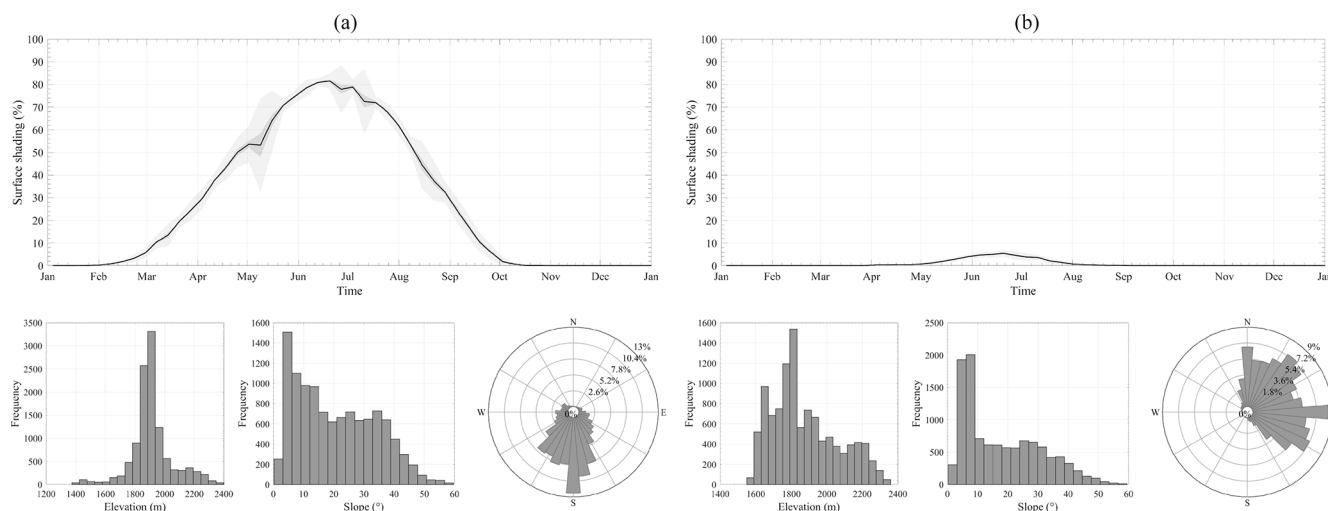 (a)
(b)
100
90
80
70
60
50
40
30
20
10
0
Surface shading (%)
Jan Feb Mar Apr May Jun Jul Aug Sep Oct Nov Dec Jan
Time
100
90
80
70
60
50
40
30
20
10
0
Surface shading (%)
Jan Feb Mar Apr May Jun Jul Aug Sep Oct Nov Dec Jan
Time
3500
3000
2500
2000
1500
1000
500
0
Frequency
1200 1400 1600 1800 2000 2200 2400
Elevation (m)
1600
1400
1200
1000
800
600
400
200
0
Frequency
0 10 20 30 40 50 60
Slope (°)
N
13%
10.4%
7.8%
5.2%
2.6%
0%
W
E
S
1600
1400
1200
1000
800
600
400
200
0
Frequency
1400 1600 1800 2000 2200 2400
Elevation (m)
2500
2000
1500
1000
500
0
Frequency
0 10 20 30 40 50 60
Slope (°)
N
9%
7.2%
5.4%
3.6%
1.8%
0%
W
S